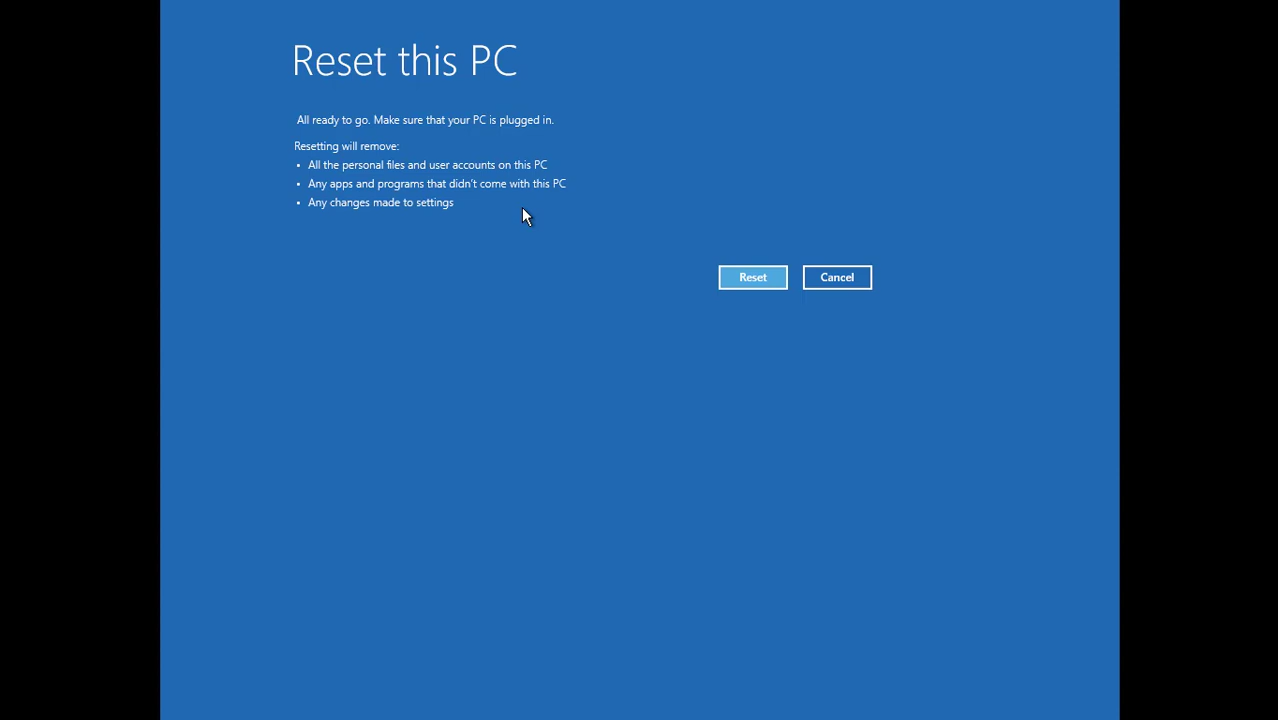 Reset this PC
All ready to go. Make sure that your PC is plugged in.
Resetting will remove:
• All the personal files and user accounts on this PC
• Any apps and programs that didn't come with this PC
• Any changes made to settings
Reset Cancel